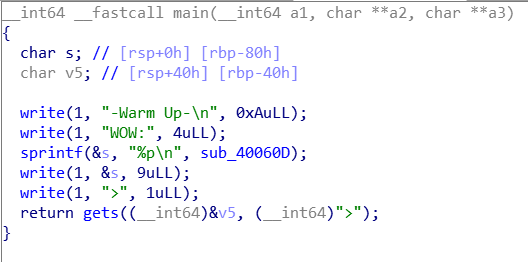 __int64 __fastcall main(__int64 a1, char **a2, char **a3)
{
char s; // [rsp+0h] [rbp-80h]
char v5; // [rsp+40h] [rbp-40h]
write(1, "-Warm Up-\n", 0xAuLL);
write(1, "WOW:", 4uLL);
sprintf(&s, "%p\n", sub_40060D);
write(1, &s, 9uLL);
write(1, ">", 1uLL);
return gets((__int64)&v5, (__int64)">");
}